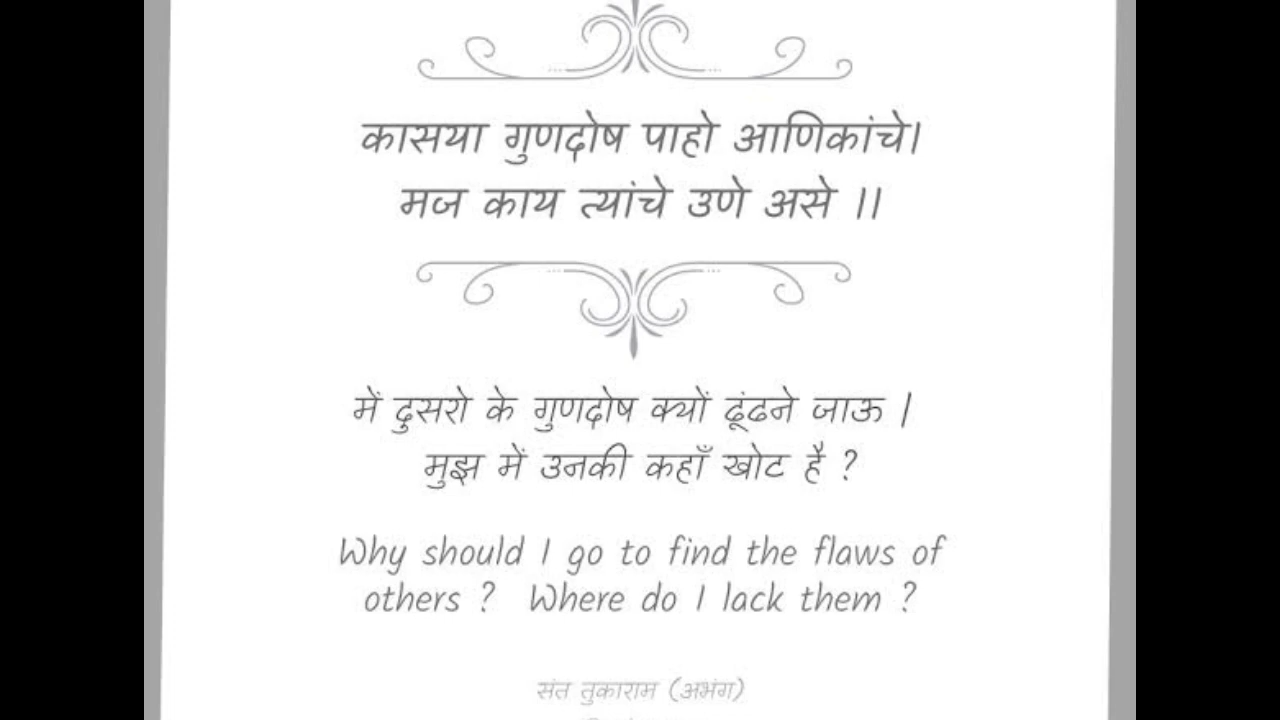 कासया गुणदोष पाहो आणिकांचे।
मज काय त्यांचे उणे असे ।।
में दुसरो के गुणदोष क्यों ढूंढने जाऊ |
मुझ में उनकी कहाँ खोट है ?
Why should I go to find the flaws of
others ? Where do I lack them ?
संत तुकाराम (अभंग)